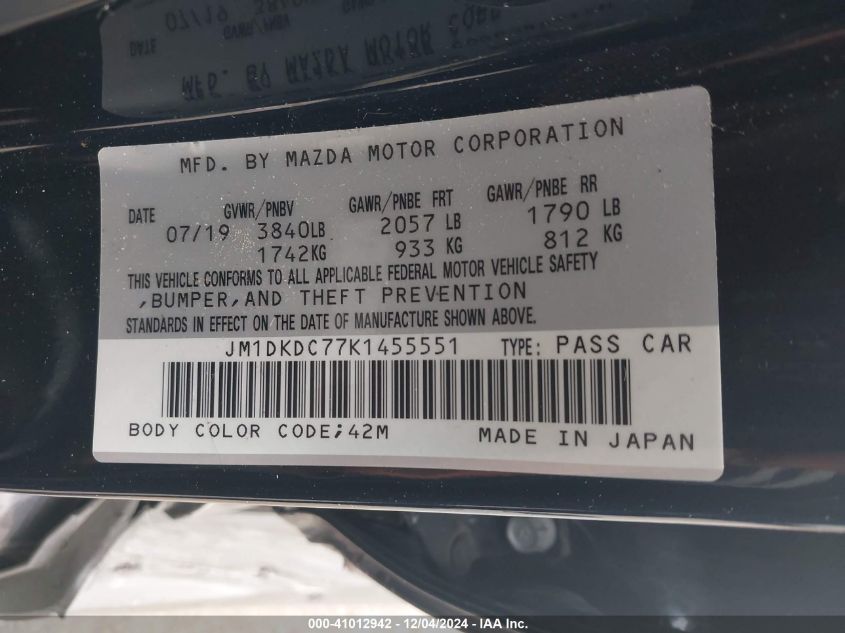 MFD. BY MAZDA MOTOR CORPORATION
DATE GVWR/PNBV GAWR/PNBE FRT GAWR/PNBE RR
07/19 3840LB 2057 LB 1790 LB
1742KG 933 KG 812 KG
THIS VEHICLE CONFORMS TO ALL APPLICABLE FEDERAL MOTOR VEHICLE SAFETY
,BUMPER,AND THEFT PREVENTION
STANDARDS IN EFFECT ON THE DATE OF MANUFACTURE SHOWN ABOVE.
JM1DKDC77K1455551 TYPE: PASS CAR
BODY COLOR CODE;42M MADE IN JAPAN
000-41012942 - 12/04/2024 - IAA Inc.